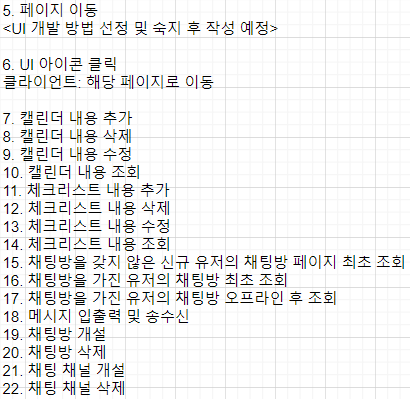 5. 페이지 이동
<UI 개발 방법 선정 및 숙지 후 작성 예정>
6. UI 아이콘 클릭
클라이언트: 해당 페이지로 이동
7. 캘린더 내용 추가
8. 캘린더 내용 삭제
9. 캘린더 내용 수정
10. 캘린더 내용 조회
11. 체크리스트 내용 추가
12. 체크리스트 내용 삭제
13. 체크리스트 내용 수정
14. 체크리스트 내용 조회
15. 채팅방을 갖지 않은 신규 유저의 채팅방 페이지 최초 조회
16. 채팅방을 가진 유저의 채팅방 최초 조회
17. 채팅방을 가진 유저의 채팅방 오프라인 후 조회
18. 메시지 입출력 및 송수신
19. 채팅방 개설
20. 채팅방 삭제
21. 채팅 채널 개설
22. 채팅 채널 삭제